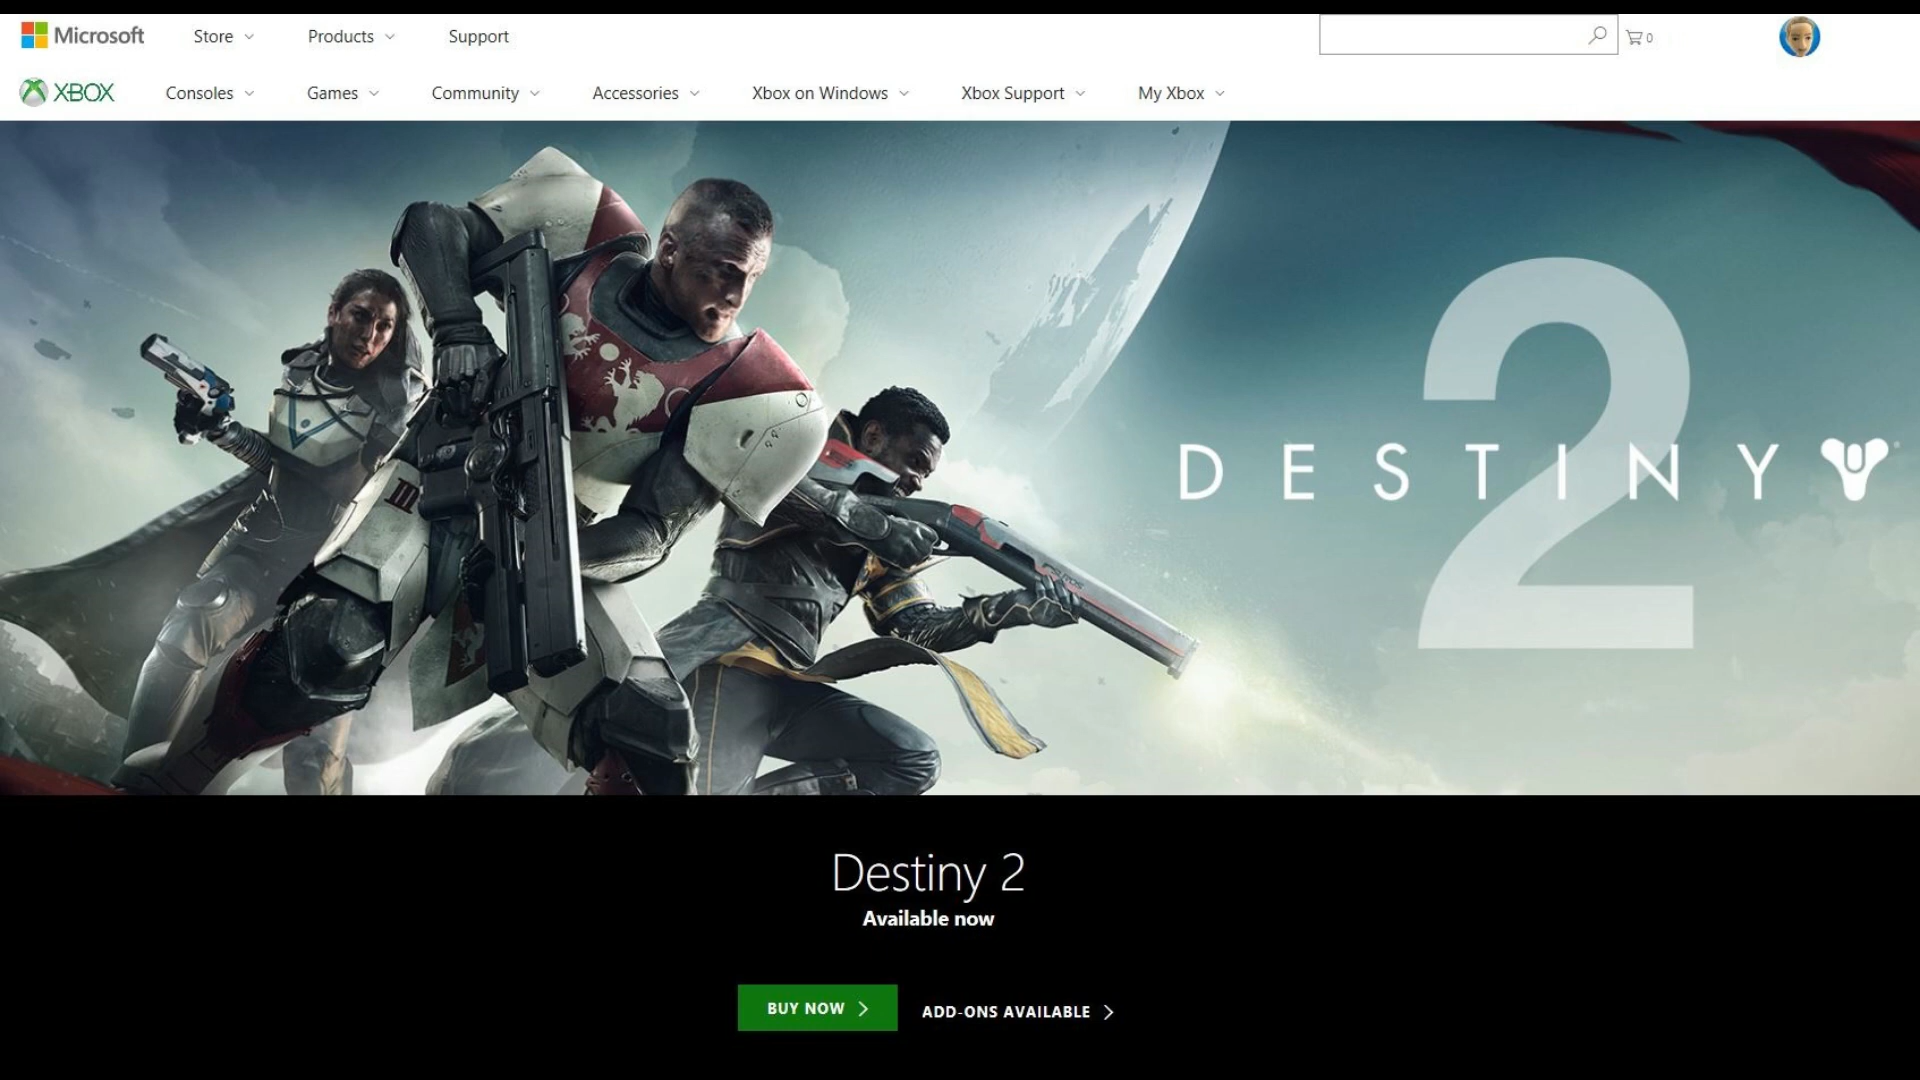 Microsoft Store Products Support 0
XBOX Consoles Games Community Accessories Xbox on Windows Xbox Support My Xbox
2
DESTINY
Destiny 2
Available now
BUY NOW ADD-ONS AVAILABLE